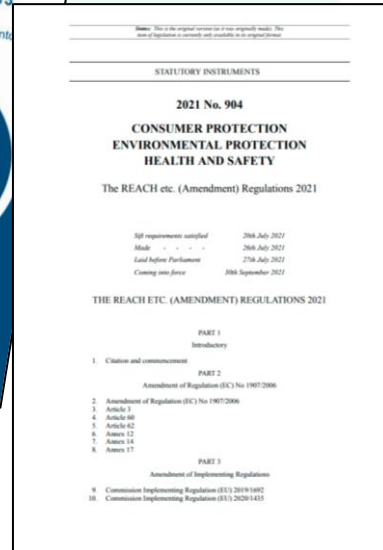 Status: This is the original version (as it was originally made). This
item of legislation is currently only available in its original format.
STATUTORY INSTRUMENTS
2021 No. 904
CONSUMER PROTECTION
ENVIRONMENTAL PROTECTION
HEALTH AND SAFETY
The REACH etc. (Amendment) Regulations 2021
Sift requirements satisfied 20th July 2021
Made - - - - 26th July 2021
Laid before Parliament 27th July 2021
Coming into force 30th September 2021
THE REACH ETC. (AMENDMENT) REGULATIONS 2021
PART 1
Introductory
1. Citation and commencement
PART 2
Amendment of Regulation (EC) No 1907/2006
2. Amendment of Regulation (EC) No 1907/2006
3. Article 3
4. Article 60
5. Article 62
6. Annex 12
7. Annex 14
8. Annex 17
PART 3
Amendment of Implementing Regulations
9. Commission Implementing Regulation (EU) 2019/1692
10. Commission Implementing Regulation (EU) 2020/1435